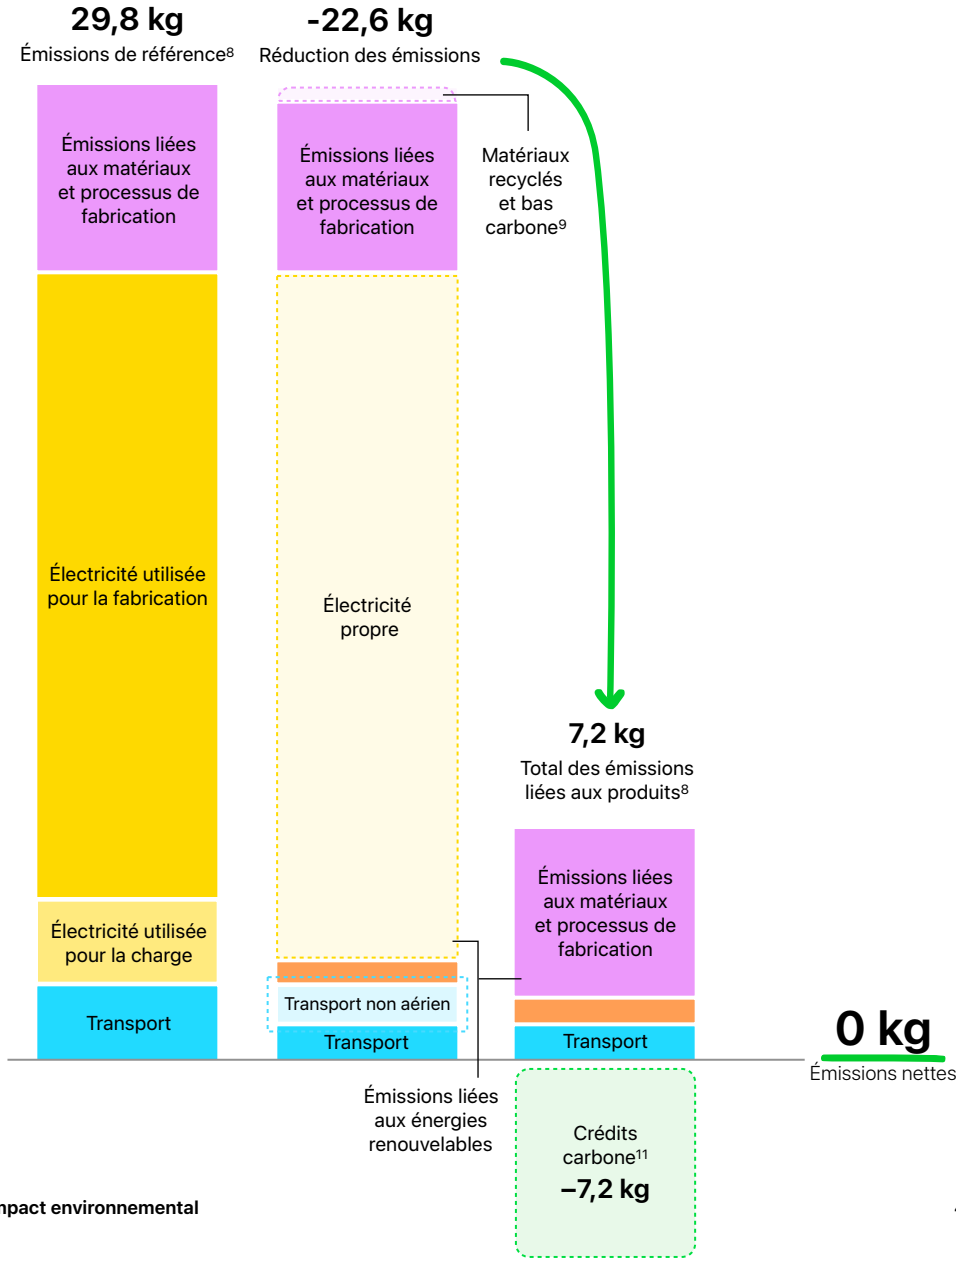 29,8 kg
Émissions de référence⁸
-22,6 kg
Réduction des émissions
Émissions liées
aux matériaux
et processus de
fabrication
Émissions liées
aux matériaux
et processus de
fabrication
Matériaux
recyclés
et bas
carbone⁹
Électricité utilisée
pour la fabrication
Électricité
propre
7,2 kg
Total des émissions
liées aux produits⁸
Émissions liées
aux matériaux
et processus de
fabrication
Électricité utilisée
pour la charge
Transport
Transport non aérien
Transport
Transport
0 kg
Émissions nettes
Émissions liées
aux énergies
renouvelables
Crédits
carbone¹¹
–7,2 kg
mpact environnemental